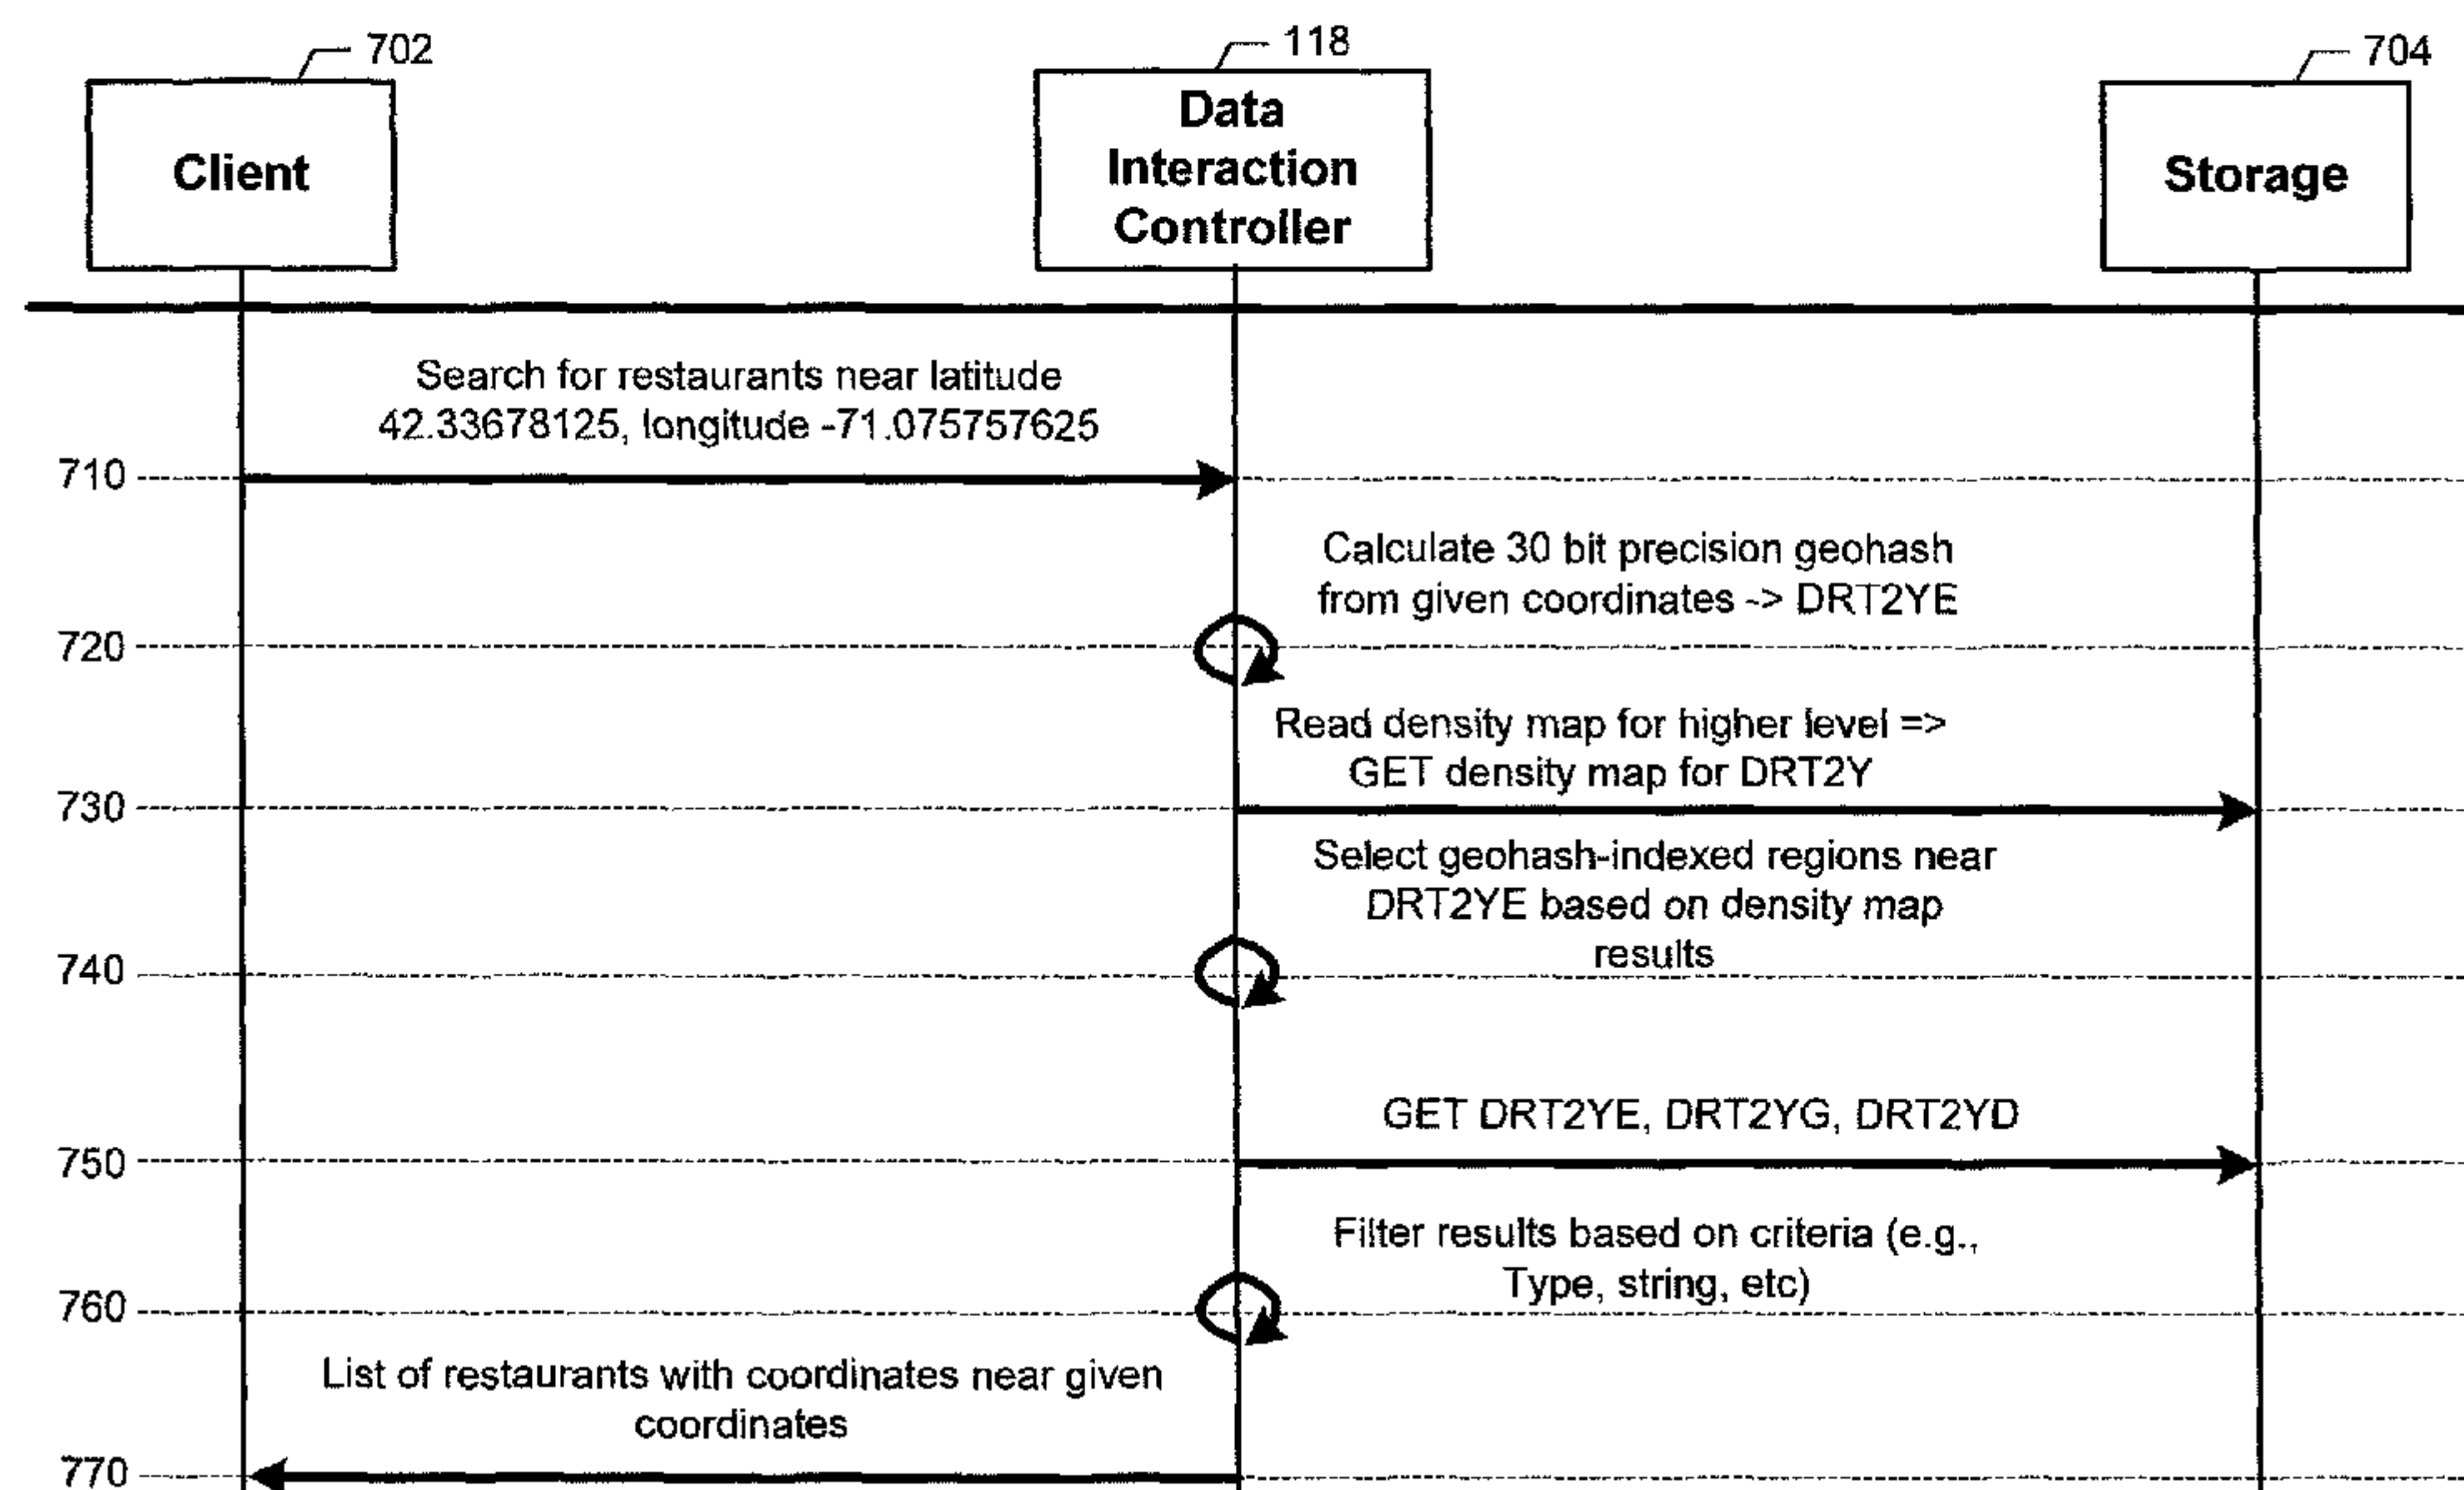 702
118
704
Client
Data
Interaction
Controller
Storage
Search for restaurants near latitude
42.33678125, longitude -71.075757625
710
Calculate 30 bit precision geohash
from given coordinates -> DRT2YE
720
Read density map for higher level =>
GET density map for DRT2Y
730
Select geohash-indexed regions near
DRT2YE based on density map
results
740
GET DRT2YE, DRT2YG, DRT2YD
750
Filter results based on criteria (e.g.,
Type, string, etc)
760
List of restaurants with coordinates near given
coordinates
770